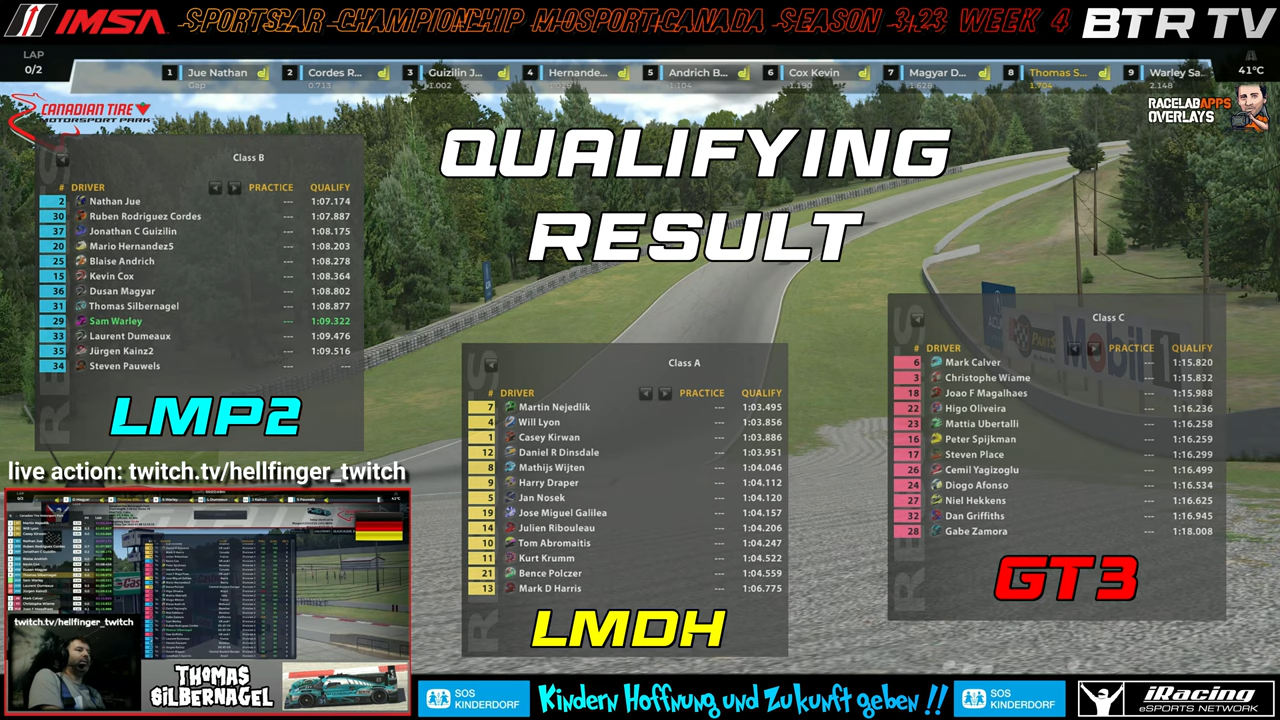 IMSA SPORTSCAR CHAMPIONCHIP MOSPORT-CANADA SEASON 3.23 WEEK 4 BTR TV
LAP
0/2
1 Jue Nathan 2 Cordes R... 3 Guizilin J... 4 Hernande... 5 Andrich B... 6 Cox Kevin 7 Magyar D... 8 Thomas S... 9 Warley Sa...
Gap 0.713 1.002 1.104 1.190 1.628 1.704 2.148
41°C
CANADIAN TIRE
MOTORSPORT PARK
RACELABAPPS
OVERLAYS
QUALIFYING
RESULT
Class B
# DRIVER PRACTICE QUALIFY
2 Nathan Jue --- 1:07.174
30 Ruben Rodriguez Cordes --- 1:07.887
37 Jonathan C Guizilin --- 1:08.175
20 Mario Hernandez5 --- 1:08.203
25 Blaise Andrich --- 1:08.278
15 Kevin Cox --- 1:08.364
36 Dusan Magyar --- 1:08.802
31 Thomas Silbernagel --- 1:08.877
29 Sam Warley --- 1:09.322
33 Laurent Dumeaux --- 1:09.476
35 Jürgen Kainz2 --- 1:09.516
34 Steven Pauwels --- ---
LMP2
Class A
# DRIVER PRACTICE QUALIFY
7 Martin Nejedlík --- 1:03.495
4 Will Lyon --- 1:03.856
1 Casey Kirwan --- 1:03.886
12 Daniel R Dinsdale --- 1:03.951
8 Mathijs Wijten --- 1:04.046
9 Harry Draper --- 1:04.112
5 Jan Nosek --- 1:04.120
19 Jose Miguel Galilea --- 1:04.157
14 Julien Ribouleau --- 1:04.206
10 Tom Abromaitis --- 1:04.247
11 Kurt Krumm --- 1:04.522
21 Bence Polczer --- 1:04.559
13 Mark D Harris --- 1:06.775
LMDH
Class C
# DRIVER PRACTICE QUALIFY
6 Mark Calver --- 1:15.820
3 Christophe Wiame --- 1:15.832
18 Joao F Magalhaes --- 1:15.988
22 Higo Oliveira --- 1:16.236
23 Mattia Ubertalli --- 1:16.258
16 Peter Spijkman --- 1:16.259
17 Steven Place --- 1:16.299
26 Cemil Yagizoglu --- 1:16.499
24 Diogo Afonso --- 1:16.534
27 Niel Hekkens --- 1:16.625
32 Dan Griffiths --- 1:16.945
28 Gabe Zamora --- 1:18.008
GT3
Mobil
live action: twitch.tv/hellfinger_twitch
twitch.tv/hellfinger_twitch
THOMAS
SILBERNAGEL
SOS
KINDERDORF
Kindern Hoffnung und Zukunft geben !!
SOS
KINDERDORF
iRacing
eSPORTS NETWORK